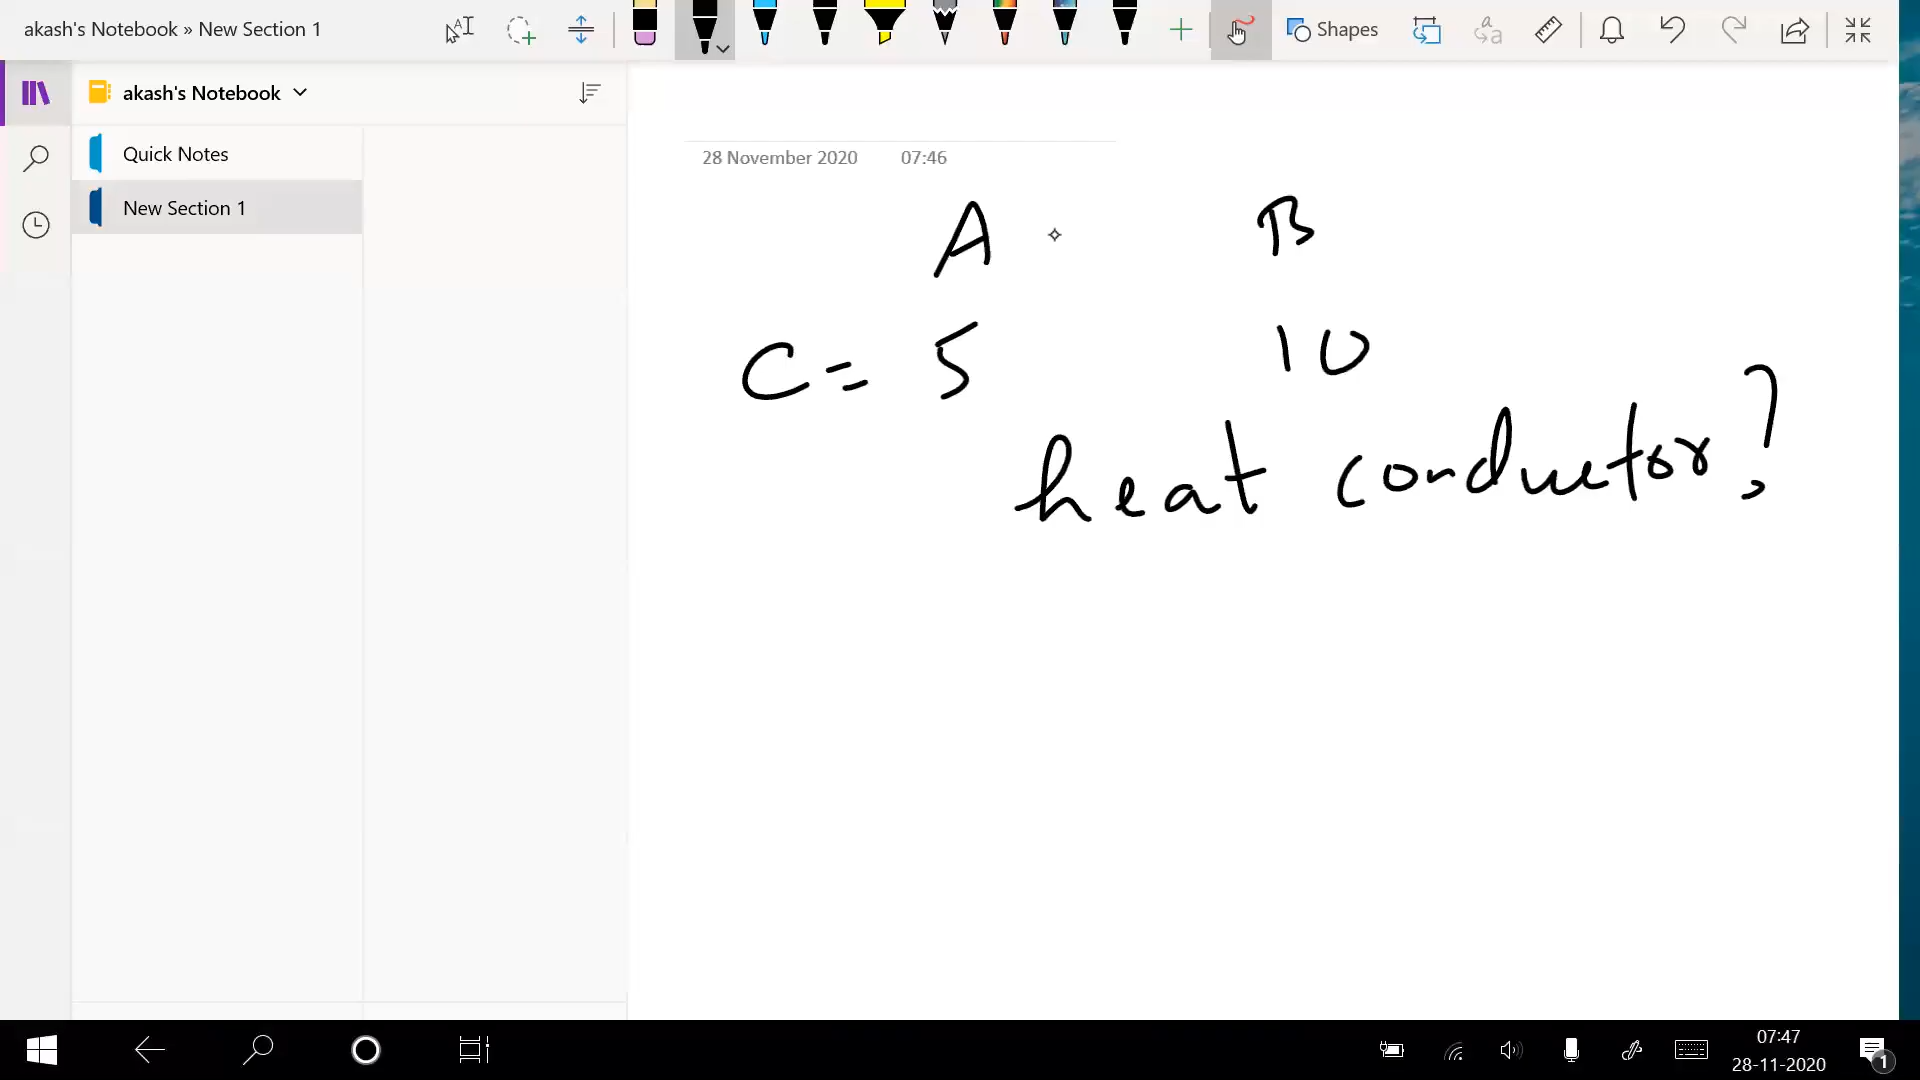 akash's Notebook » New Section 1
Shapes
akash's Notebook
Quick Notes
New Section 1
28 November 2020 07:46
A B
C = 5 10
heat conductor?
07:47
28-11-2020
1